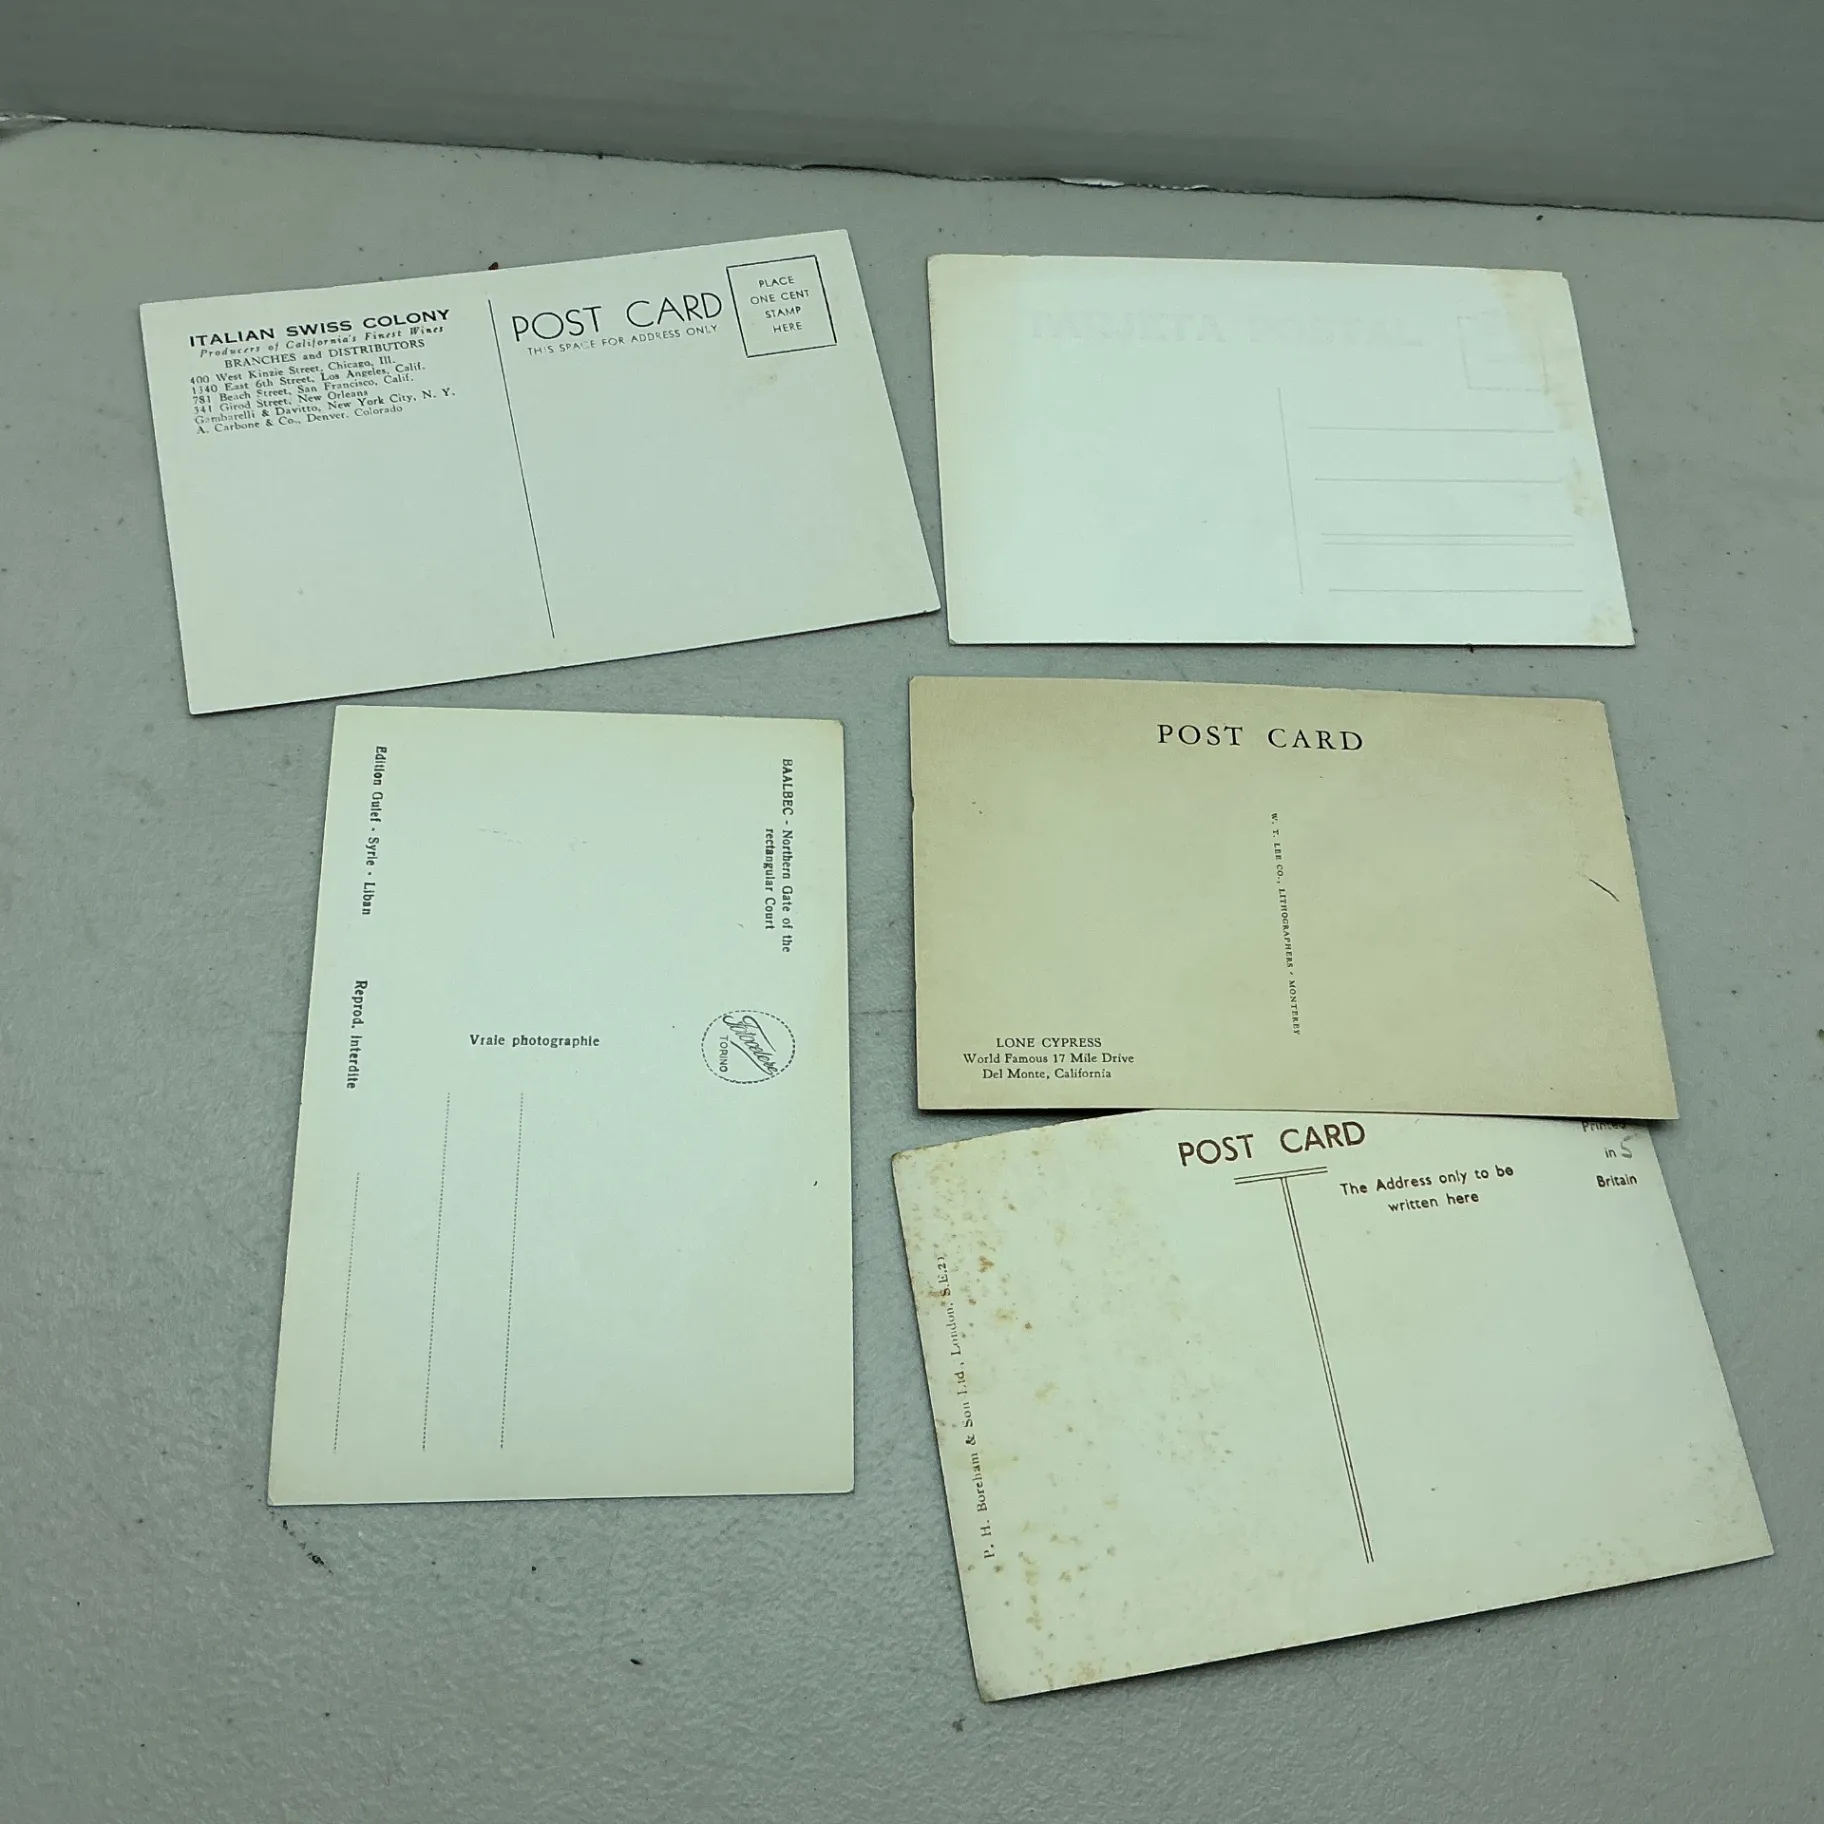 ITALIAN SWISS COLONY
Producers of California's Finest Wines
BRANCHES and DISTRIBUTORS
400 West Kinzie Street, Chicago, Ill.
1340 East 6th Street, Los Angeles, Calif.
781 Beach Street, San Francisco, Calif.
341 Girod Street, New Orleans
Gambarelli & Davitto, New York City, N. Y.
A. Carbone & Co., Denver, Colorado
POST CARD
THIS SPACE FOR ADDRESS ONLY
PLACE
ONE CENT
STAMP
HERE
BAALBEC - Northern Gate of the
rectangular Court
Edition Gulef - Syrie - Liban
Reprod. interdite
Vraie photographie
Fotocelere
TORINO
POST CARD
W. T. LEE CO., LITHOGRAPHERS - MONTEREY
LONE CYPRESS
World Famous 17 Mile Drive
Del Monte, California
POST CARD
The Address only to be
written here
Printed
in 5
Britain
P. H. Boreham & Son Ltd., London, S.E.21